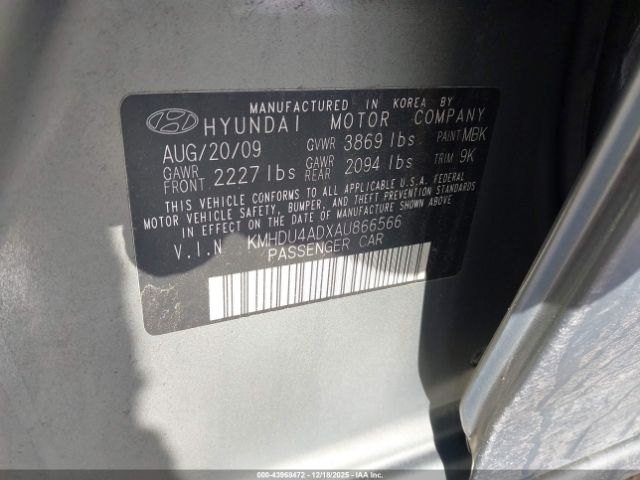 MANUFACTURED IN KOREA BY
HYUNDAI MOTOR COMPANY
AUG/20/09 GVWR 3869 lbs PAINT MBK
GAWR FRONT 2227 lbs GAWR REAR 2094 lbs TRIM 9K
THIS VEHICLE CONFORMS TO ALL APPLICABLE U.S.A. FEDERAL
MOTOR VEHICLE SAFETY, BUMPER, AND THEFT PREVENTION STANDARDS
IN EFFECT ON THE DATE OF MANUFACTURE SHOWN ABOVE.
V.I.N KMHDU4ADXAU866566
PASSENGER CAR
000-43968472 - 12/18/2025 - IAA Inc.